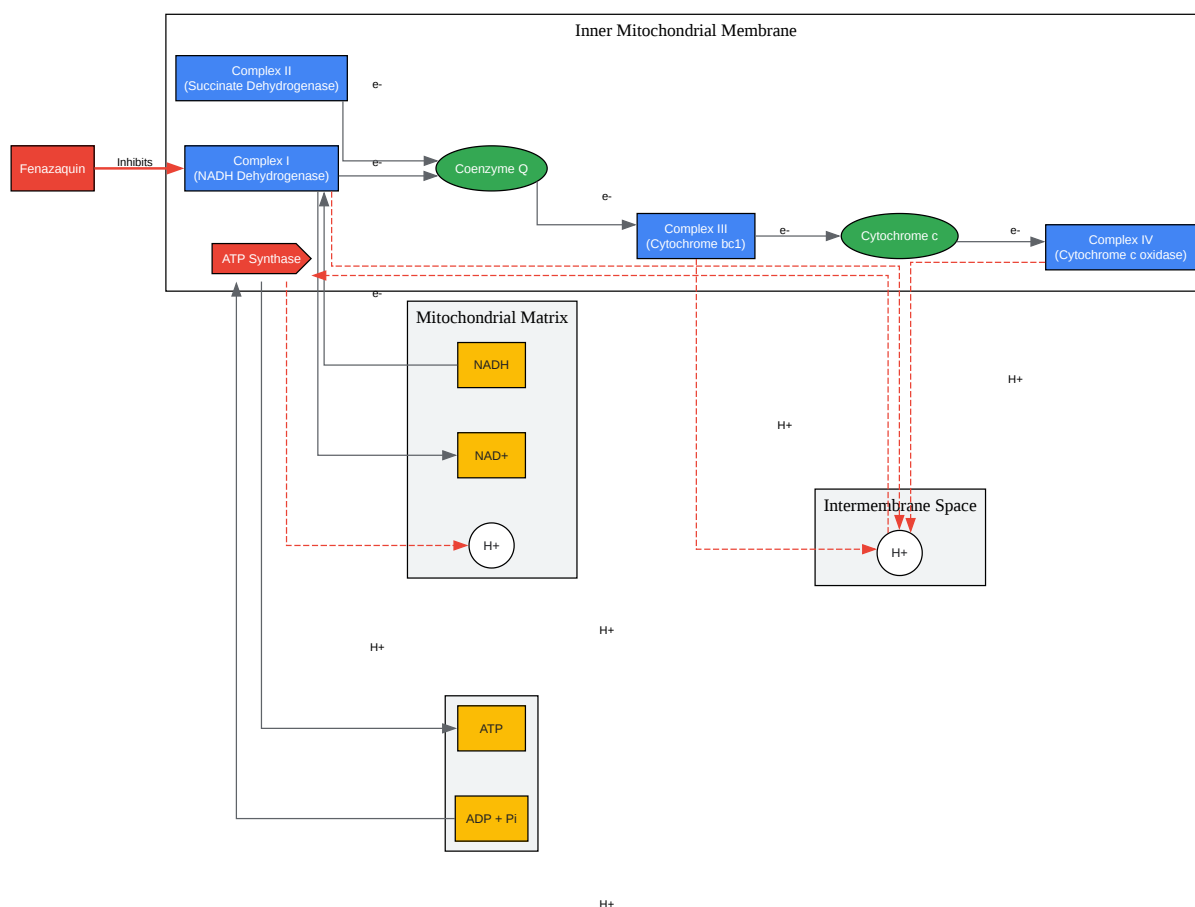 Inner Mitochondrial Membrane
Complex II
(Succinate Dehydrogenase)
e-
Fenazaquin
Inhibits
Complex I
(NADH Dehydrogenase)
e-
Coenzyme Q
e-
Complex III
(Cytochrome bc1)
e-
Cytochrome c
e-
Complex IV
(Cytochrome c oxidase)
ATP Synthase
e-
Mitochondrial Matrix
NADH
H+
H+
NAD+
Intermembrane Space
H+
H+
H+
H+
ATP
ADP + Pi
H+